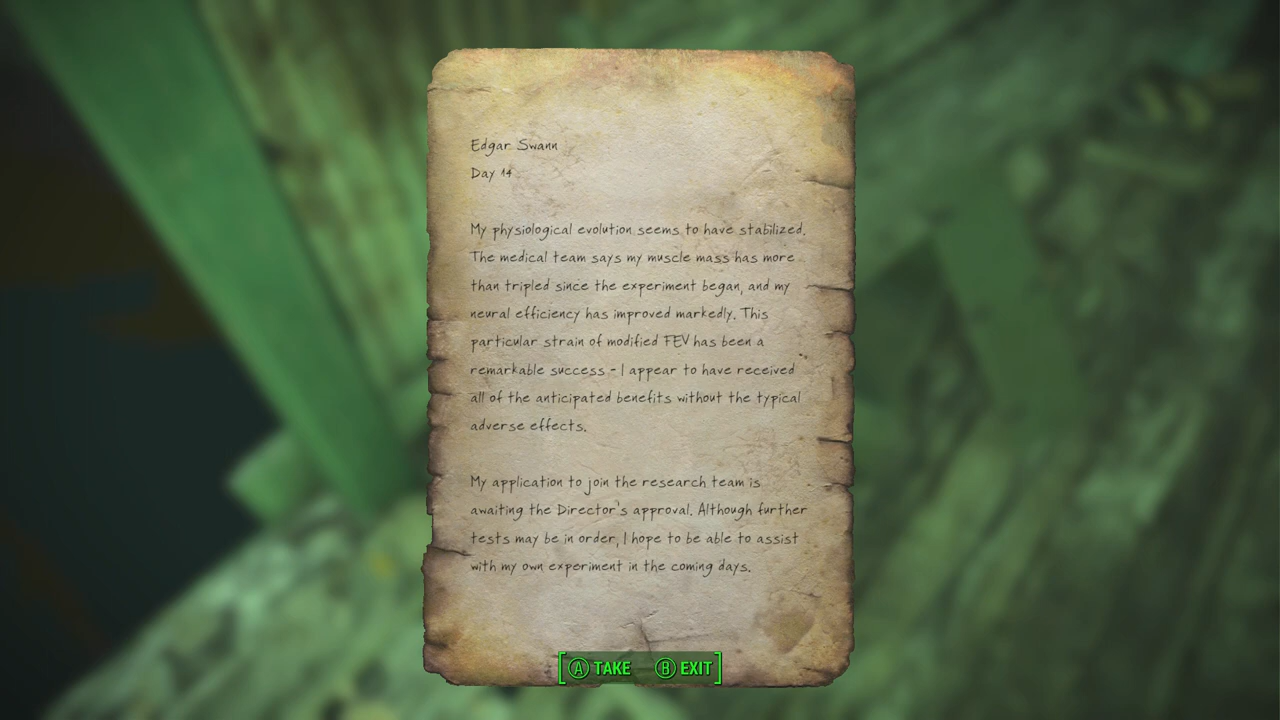 Edgar Swann
Day 14
My physiological evolution seems to have stabilized.
The medical team says my muscle mass has more
than tripled since the experiment began, and my
neural efficiency has improved markedly. This
particular strain of modified FEV has been a
remarkable success - I appear to have received
all of the anticipated benefits without the typical
adverse effects.
My application to join the research team is
awaiting the Director's approval. Although further
tests may be in order, I hope to be able to assist
with my own experiment in the coming days.
A TAKE B EXIT